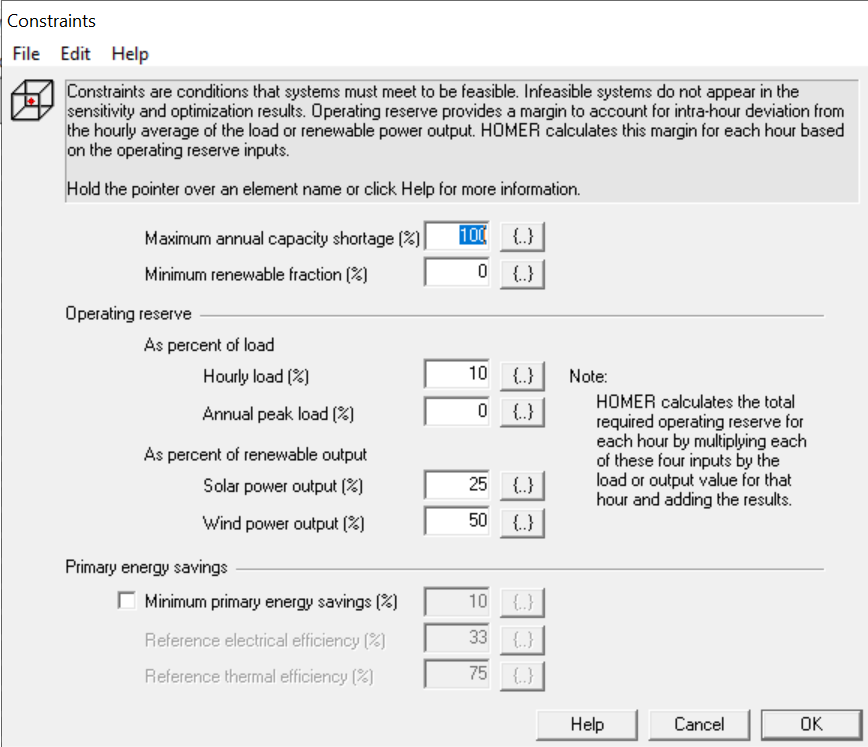 Constraints
File Edit Help
Constraints are conditions that systems must meet to be feasible. Infeasible systems do not appear in the
sensitivity and optimization results. Operating reserve provides a margin to account for intra-hour deviation from
the hourly average of the load or renewable power output. HOMER calculates this margin for each hour based
on the operating reserve inputs.
Hold the pointer over an element name or click Help for more information.
Maximum annual capacity shortage (%) 100 {..}
Minimum renewable fraction (%) 0 {..}
Operating reserve
As percent of load
Hourly load (%) 10 {..}
Annual peak load (%) 0 {..}
As percent of renewable output
Solar power output (%) 25 {..}
Wind power output (%) 50 {..}
Note:
HOMER calculates the total
required operating reserve for
each hour by multiplying each
of these four inputs by the
load or output value for that
hour and adding the results.
Primary energy savings
Minimum primary energy savings (%) 10 {..}
Reference electrical efficiency (%) 33 {..}
Reference thermal efficiency (%) 75 {..}
Help Cancel OK